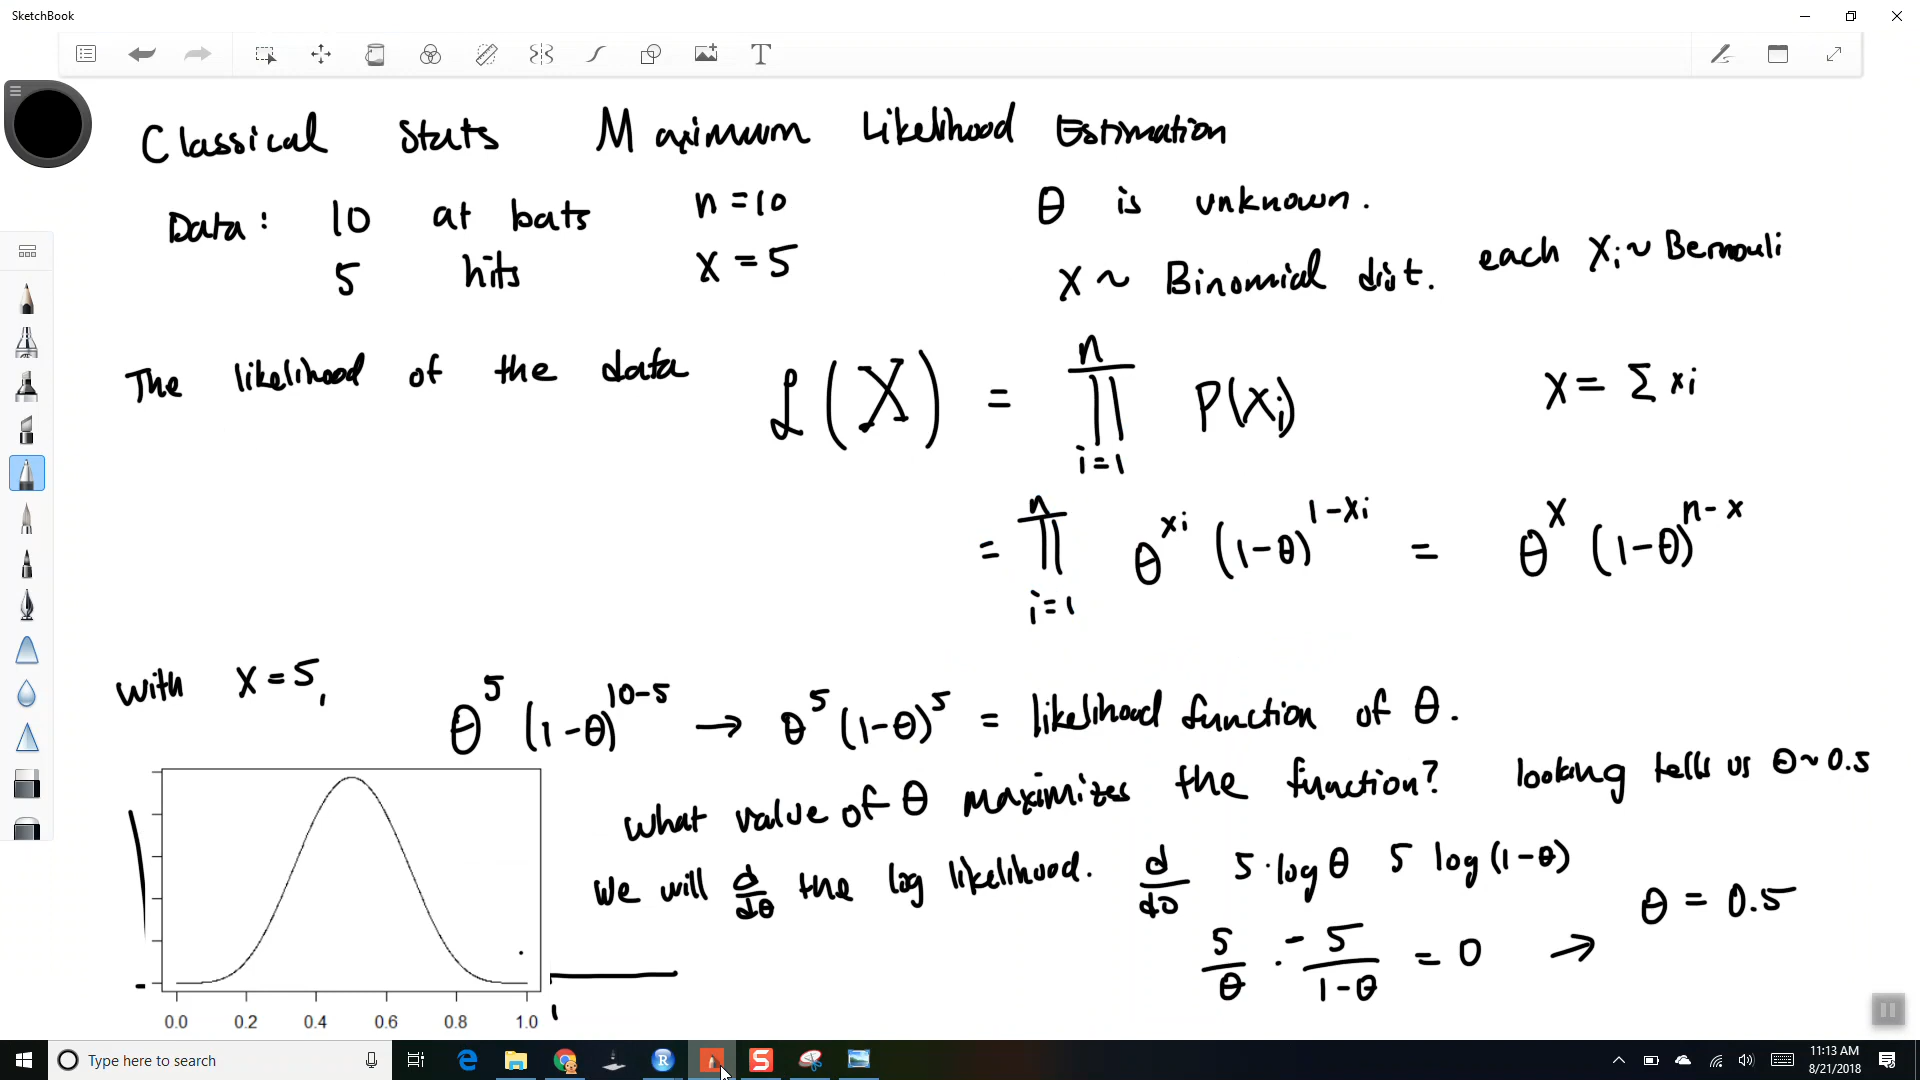 SketchBook
Classical Stats Maximum Likelihood Estimation
Data: 10 at bats n=10 θ is unknown.
5 hits x=5 X ~ Binomial dist. each Xi ~ Bernouli
The likelihood of the data ℒ(X) = ∏ i=1 n P(Xi) X = Σ xi
= ∏ i=1 n θ^xi (1-θ)^1-xi = θ^x (1-θ)^n-x
with X=5, θ^5 (1-θ)^10-5 → θ^5 (1-θ)^5 = likelihood function of θ.
What value of θ maximizes the function? looking tells us θ~0.5
We will d/dθ the log likelihood. d/dθ 5·log θ 5 log (1-θ)
5/θ · -5/1-θ = 0 → θ = 0.5
0.0 0.2 0.4 0.6 0.8 1.0
Type here to search
11:13 AM
8/21/2018